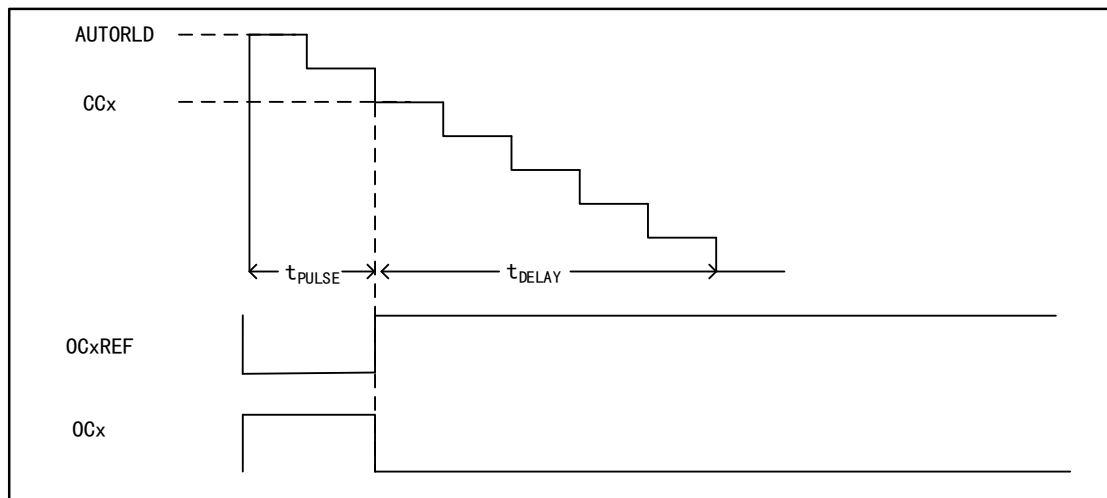 AUTORLD
CCx
tPULSE
tDELAY
OCxREF
OCx